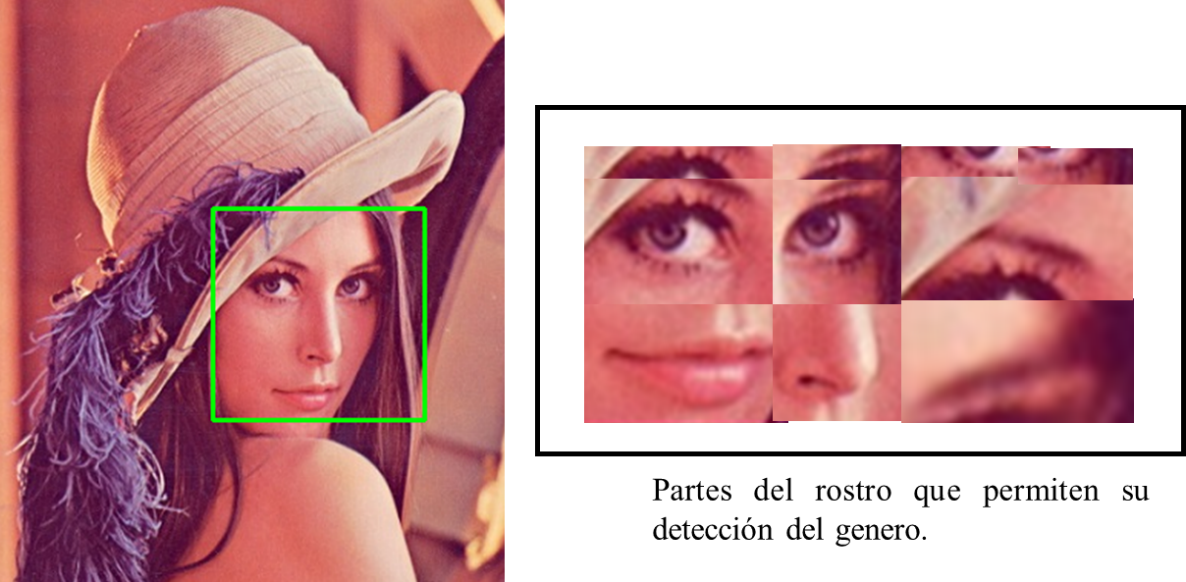 Partes del rostro que permiten su
detección del genero.